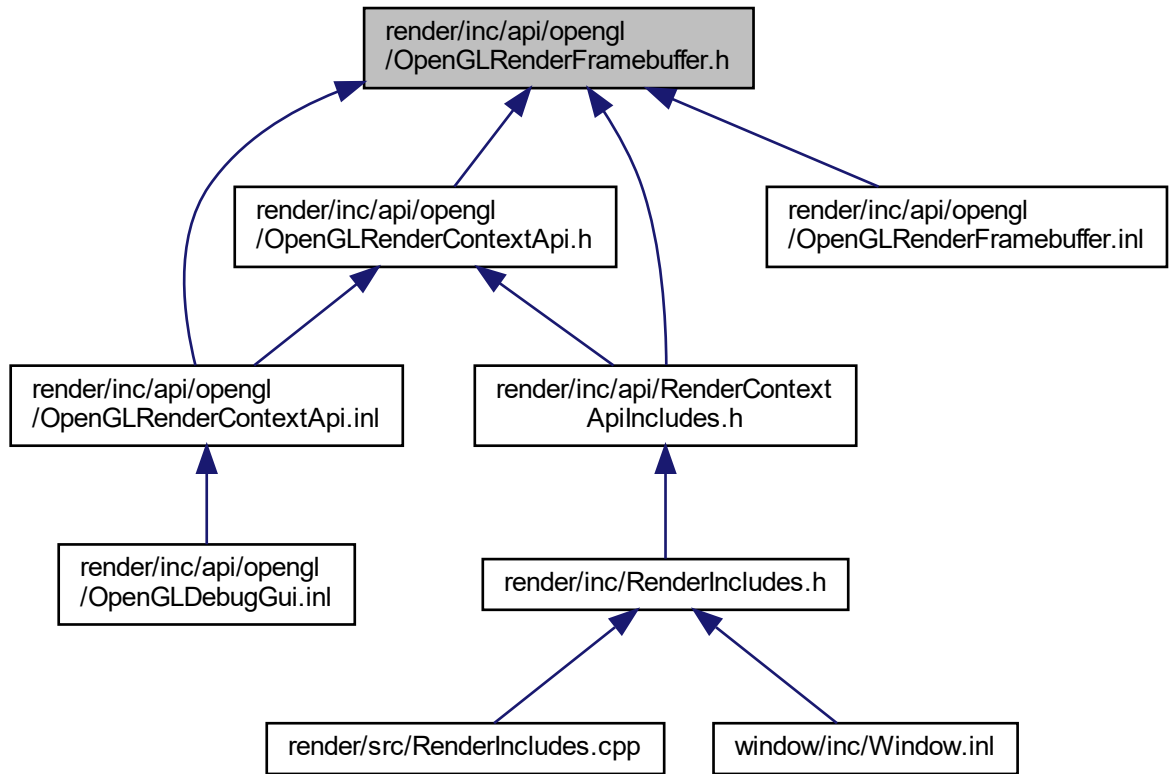 render/inc/api/opengl
/OpenGLRenderFramebuffer.h
render/inc/api/opengl
/OpenGLRenderContextApi.h
render/inc/api/opengl
/OpenGLRenderFramebuffer.inl
render/inc/api/opengl
/OpenGLRenderContextApi.inl
render/inc/api/RenderContext
ApiIncludes.h
render/inc/api/opengl
/OpenGLDebugGui.inl
render/inc/RenderIncludes.h
render/src/RenderIncludes.cpp
window/inc/Window.inl